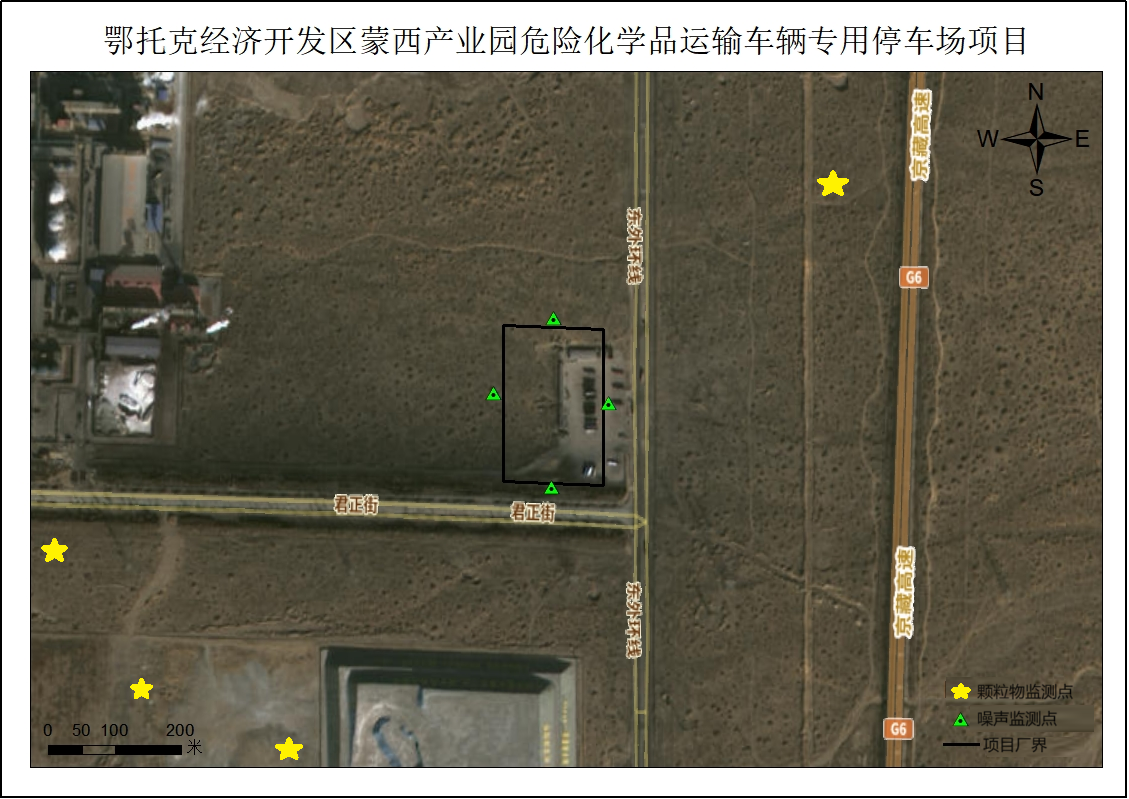 鄂托克经济开发区蒙西产业园危险化学品运输车辆专用停车场项目
N
W E
S
京藏高速
东外环线
G6
君正街
君正街
京藏高速
东外环线
颗粒物监测点
噪声监测点
项目厂界
G6
0 50 100 200
米